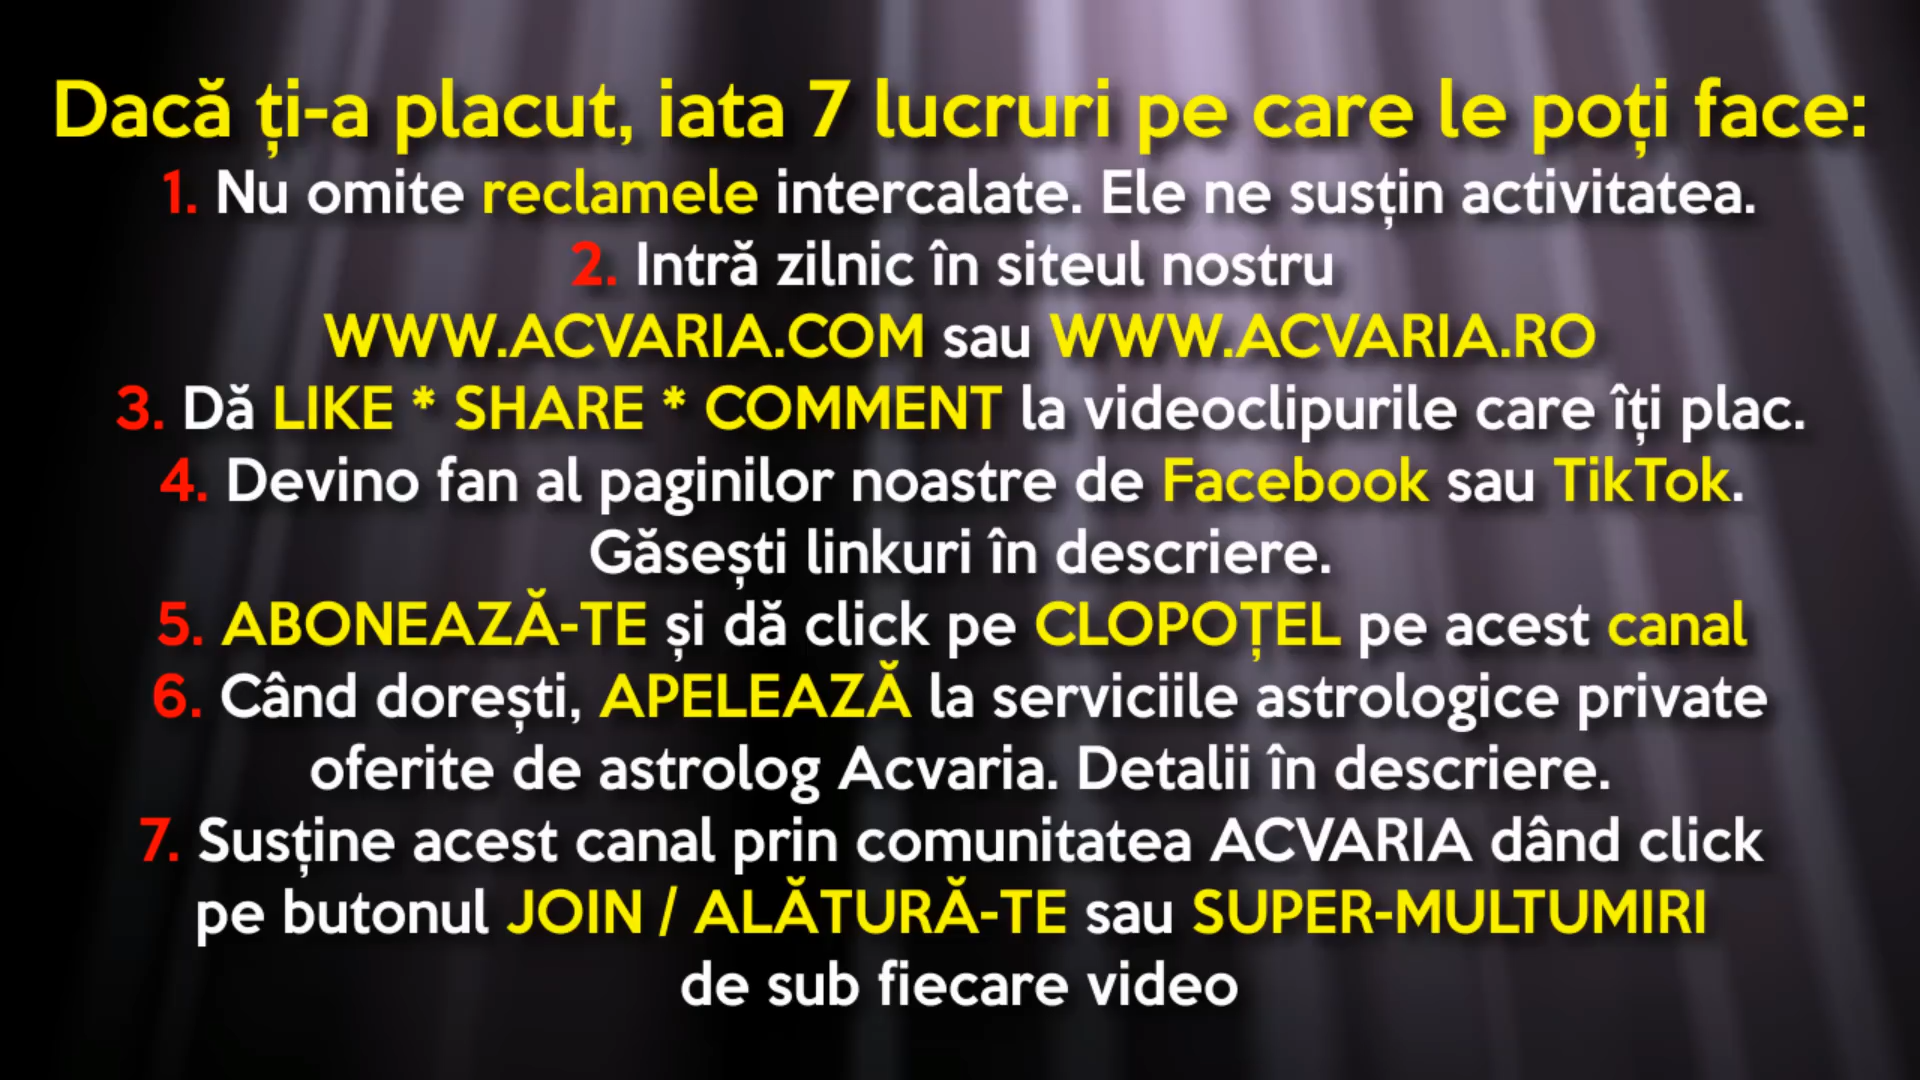 Dacă ți-a placut, iata 7 lucruri pe care le poți face:
1. Nu omite reclamele intercalate. Ele ne susțin activitatea.
2. Intră zilnic în siteul nostru
WWW.ACVARIA.COM sau WWW.ACVARIA.RO
3. Dă LIKE * SHARE * COMMENT la videoclipurile care îți plac.
4. Devino fan al paginilor noastre de Facebook sau TikTok.
Găsești linkuri în descriere.
5. ABONEAZĂ-TE și dă click pe CLOPOȚEL pe acest canal
6. Când dorești, APELEAZĂ la serviciile astrologice private
oferite de astrolog Acvaria. Detalii în descriere.
7. Susține acest canal prin comunitatea ACVARIA dând click
pe butonul JOIN / ALĂTURĂ-TE sau SUPER-MULTUMIRI
de sub fiecare video